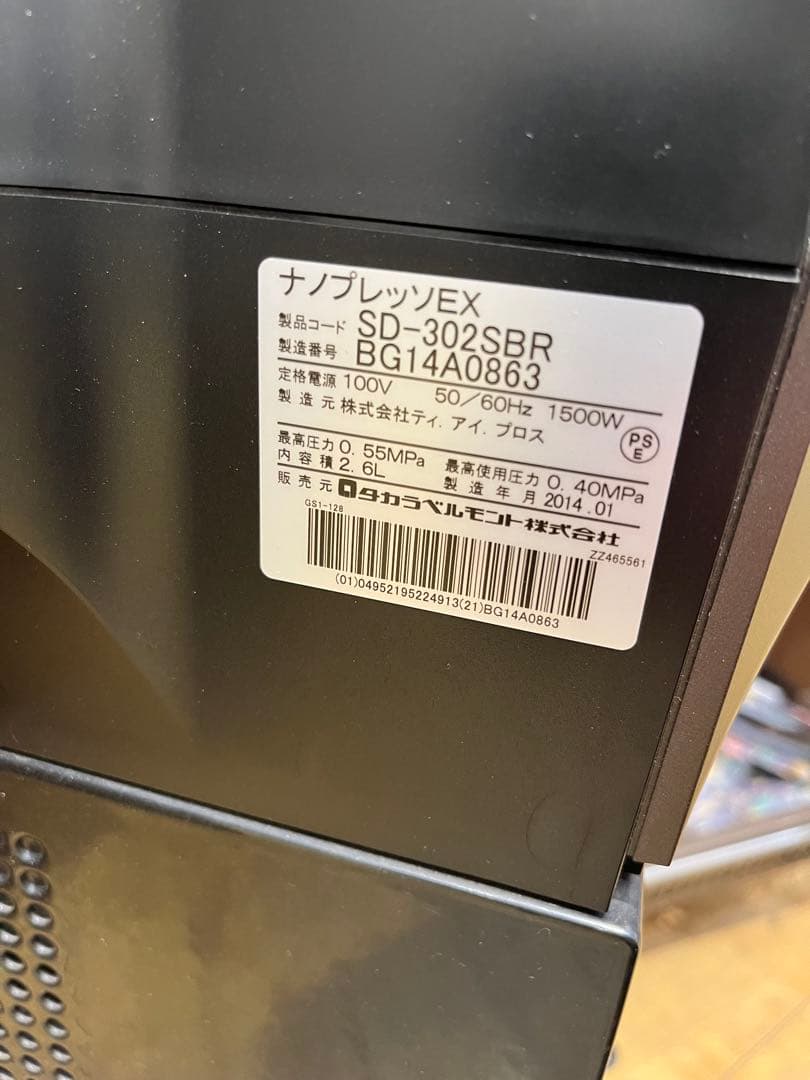 ナノプレッソEX
製品コード SD-302SBR
製造番号 BG14A0863
定格電源 100V 50/60Hz 1500W
製造元 株式会社ティ.アイ.プロス
PSE
最高圧力 0.55MPa 最高使用圧力 0.40MPa
内容積 2.6L 製造年月 2014.01
販売元 タカラベルモント株式会社
GS1-128 ZZ465561
(01)04952195224913(21)BG14A0863